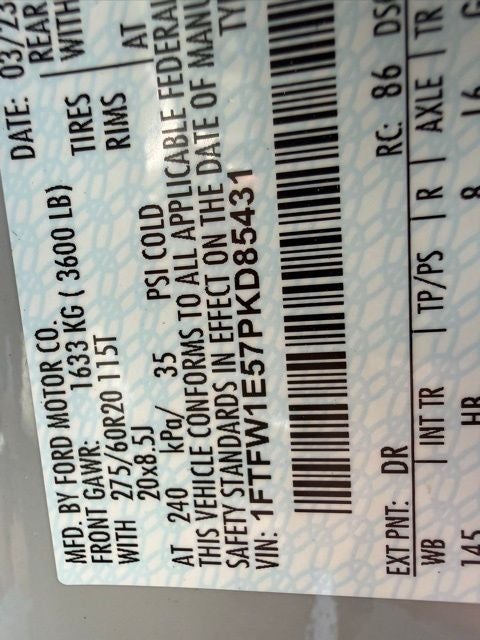 MFD. BY FORD MOTOR CO. DATE: 03/23
FRONT GAWR: 1633 KG ( 3600 LB) REAR
WITH 275/60R20 115T TIRES WITH
20x8.5J RIMS
AT 240 kPa/ 35 PSI COLD AT
THIS VEHICLE CONFORMS TO ALL APPLICABLE FEDERAL
SAFETY STANDARDS IN EFFECT ON THE DATE OF
VIN: 1FTFW1E57PKD85431 TY
EXT PNT: DR RC: 86
WB INT TR TP/PS R AXLE TR
145 HR 8